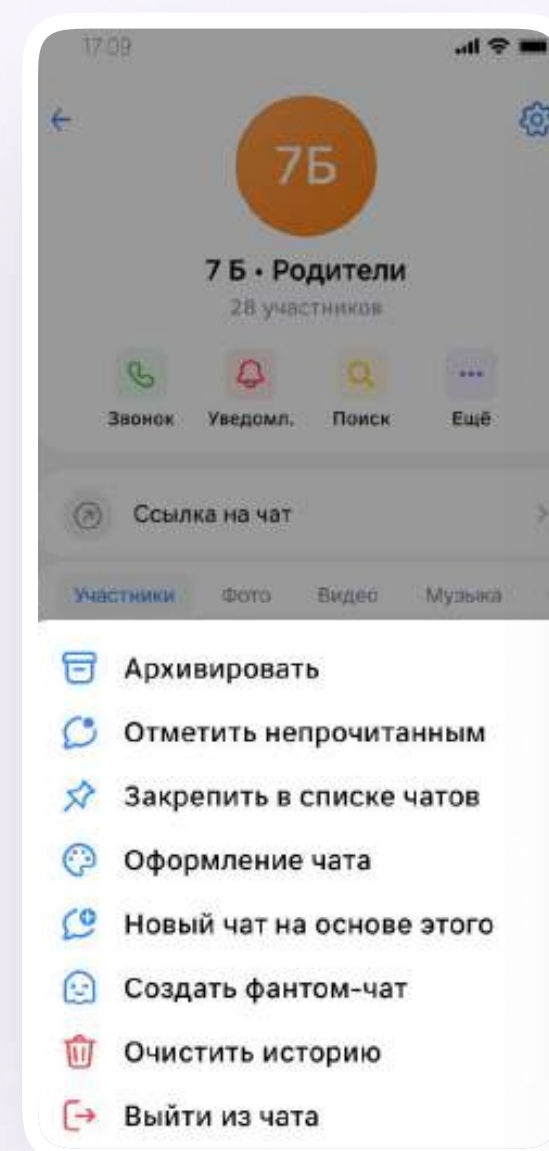 17:09
7Б
7 Б • Родители
28 участников
Звонок Уведомл. Поиск Ещё
Ссылка на чат
Участники Фото Видео Музыка
Архивировать
Отметить непрочитанным
Закрепить в списке чатов
Оформление чата
Новый чат на основе этого
Создать фантом-чат
Очистить историю
Выйти из чата